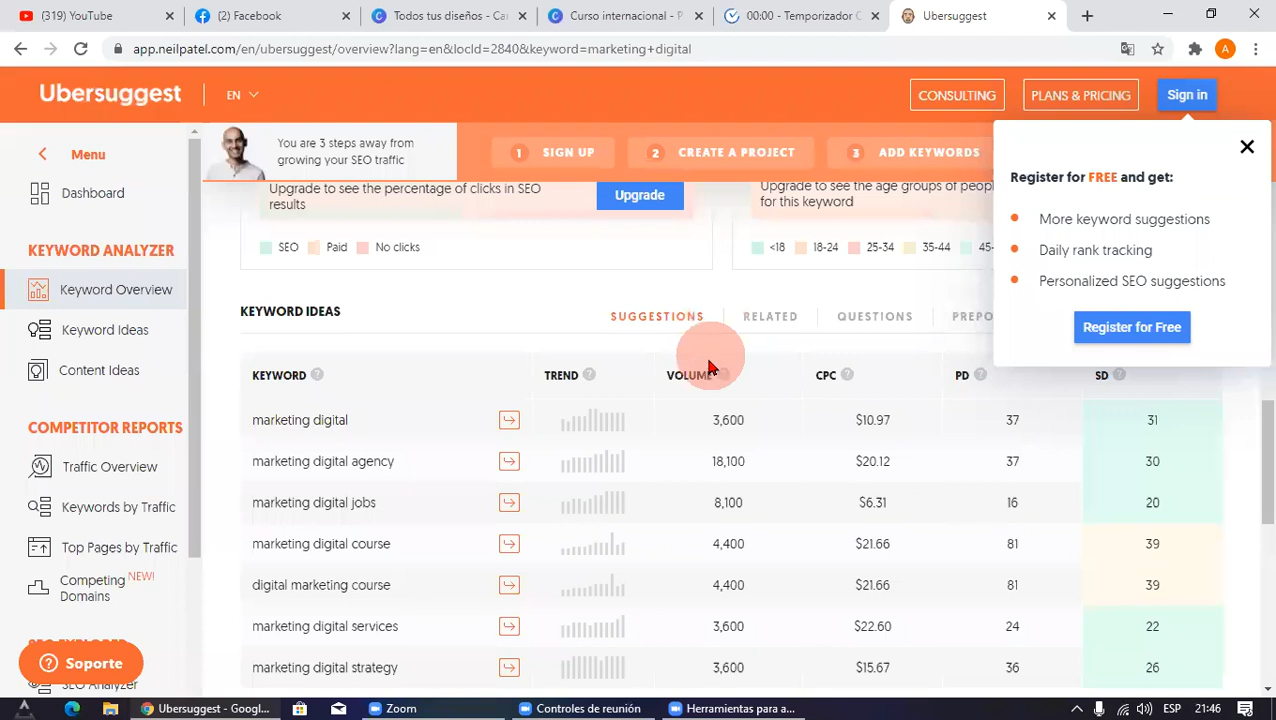 (319) YouTube
(2) Facebook
Todos tus diseños - Can
Curso internacional - P
00:00 - Temporizador O
Ubersuggest
app.neilpatel.com/en/ubersuggest/overview?lang=en&locId=2840&keyword=marketing+digital
A
Ubersuggest
EN
CONSULTING
PLANS & PRICING
Sign in
Menu
Dashboard
KEYWORD ANALYZER
Keyword Overview
Keyword Ideas
Content Ideas
COMPETITOR REPORTS
Traffic Overview
Keywords by Traffic
Top Pages by Traffic
Competing Domains NEW!
SEO EXPLORER
SEO Analyzer
Soporte
You are 3 steps away from
growing your SEO traffic
1 SIGN UP
2 CREATE A PROJECT
3 ADD KEYWORDS
Register for FREE and get:
More keyword suggestions
Daily rank tracking
Personalized SEO suggestions
Register for Free
Upgrade to see the percentage of clicks in SEO
results
Upgrade
SEO Paid No clicks
Upgrade to see the age groups of peop
for this keyword
<18 18-24 25-34 35-44 45-
KEYWORD IDEAS
SUGGESTIONS RELATED QUESTIONS PREPO
KEYWORD TREND VOLUME CPC PD SD
marketing digital 3,600 $10.97 37 31
marketing digital agency 18,100 $20.12 37 30
marketing digital jobs 8,100 $6.31 16 20
marketing digital course 4,400 $21.66 81 39
digital marketing course 4,400 $21.66 81 39
marketing digital services 3,600 $22.60 24 22
marketing digital strategy 3,600 $15.67 36 26
Ubersuggest - Googl...
Zoom
Controles de reunión
Herramientas para a...
ESP
21:46